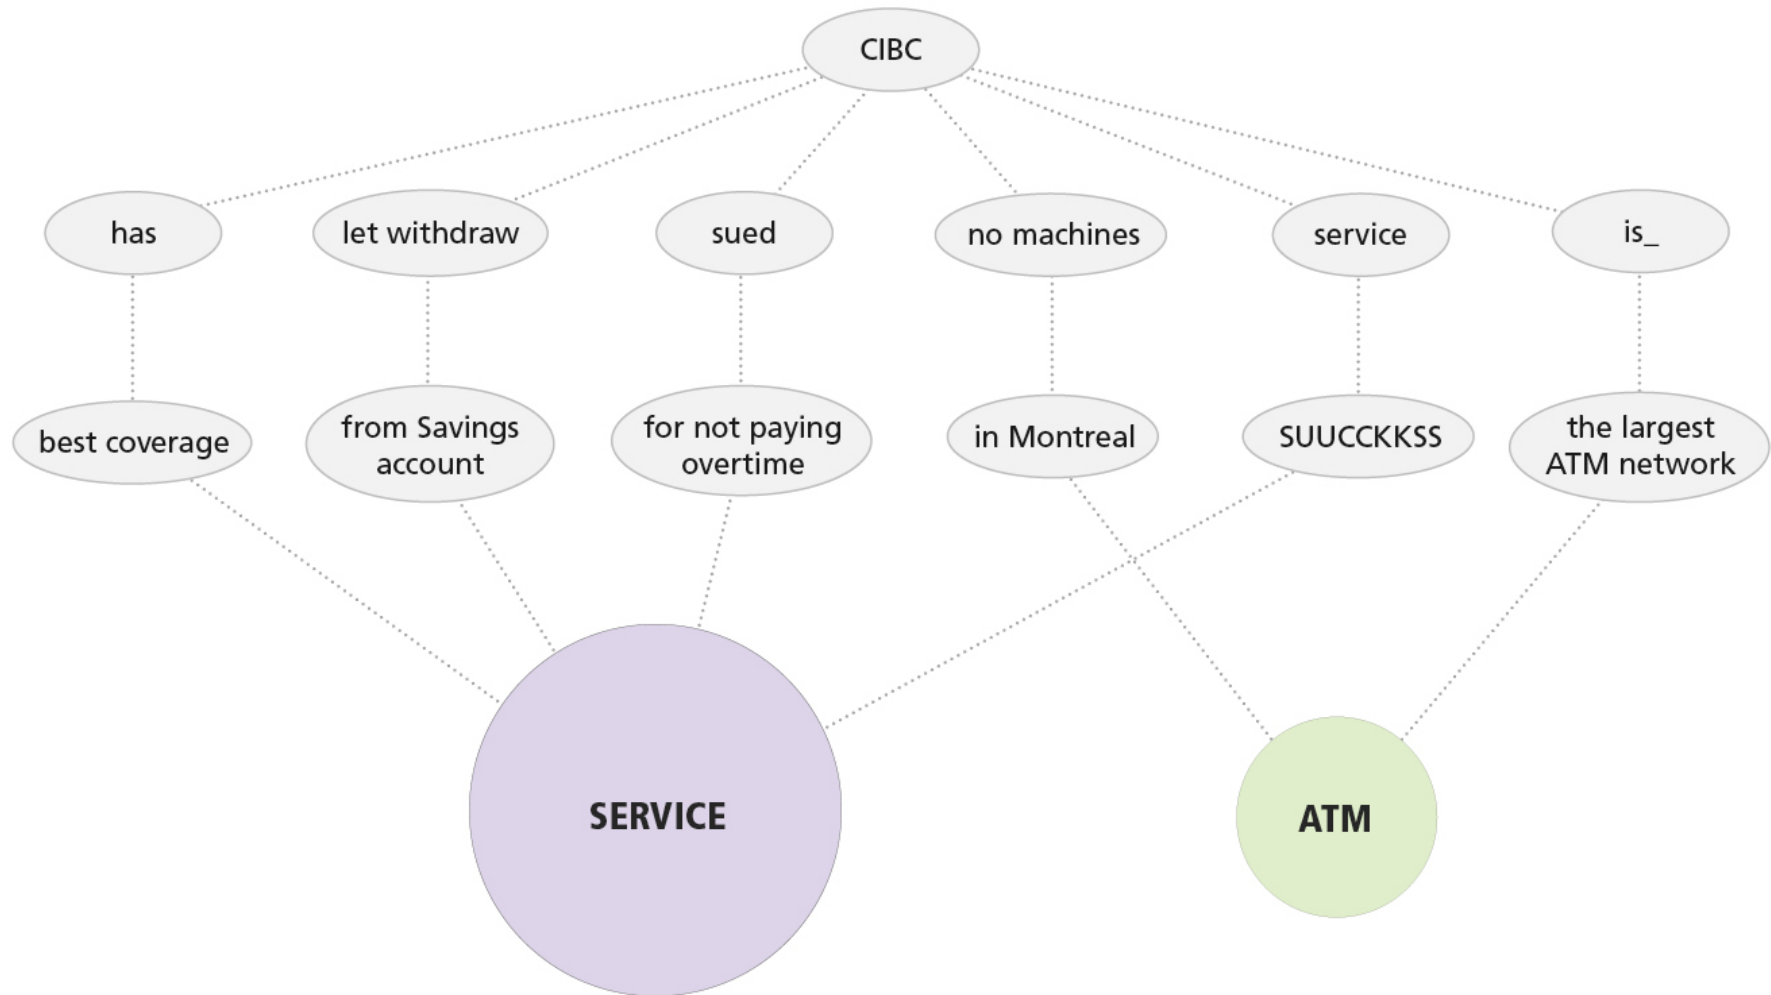 CIBC
has
let withdraw
sued
no machines
service
is_
best coverage
from Savings
account
for not paying
overtime
in Montreal
SUUCCKKSS
the largest
ATM network
SERVICE
ATM